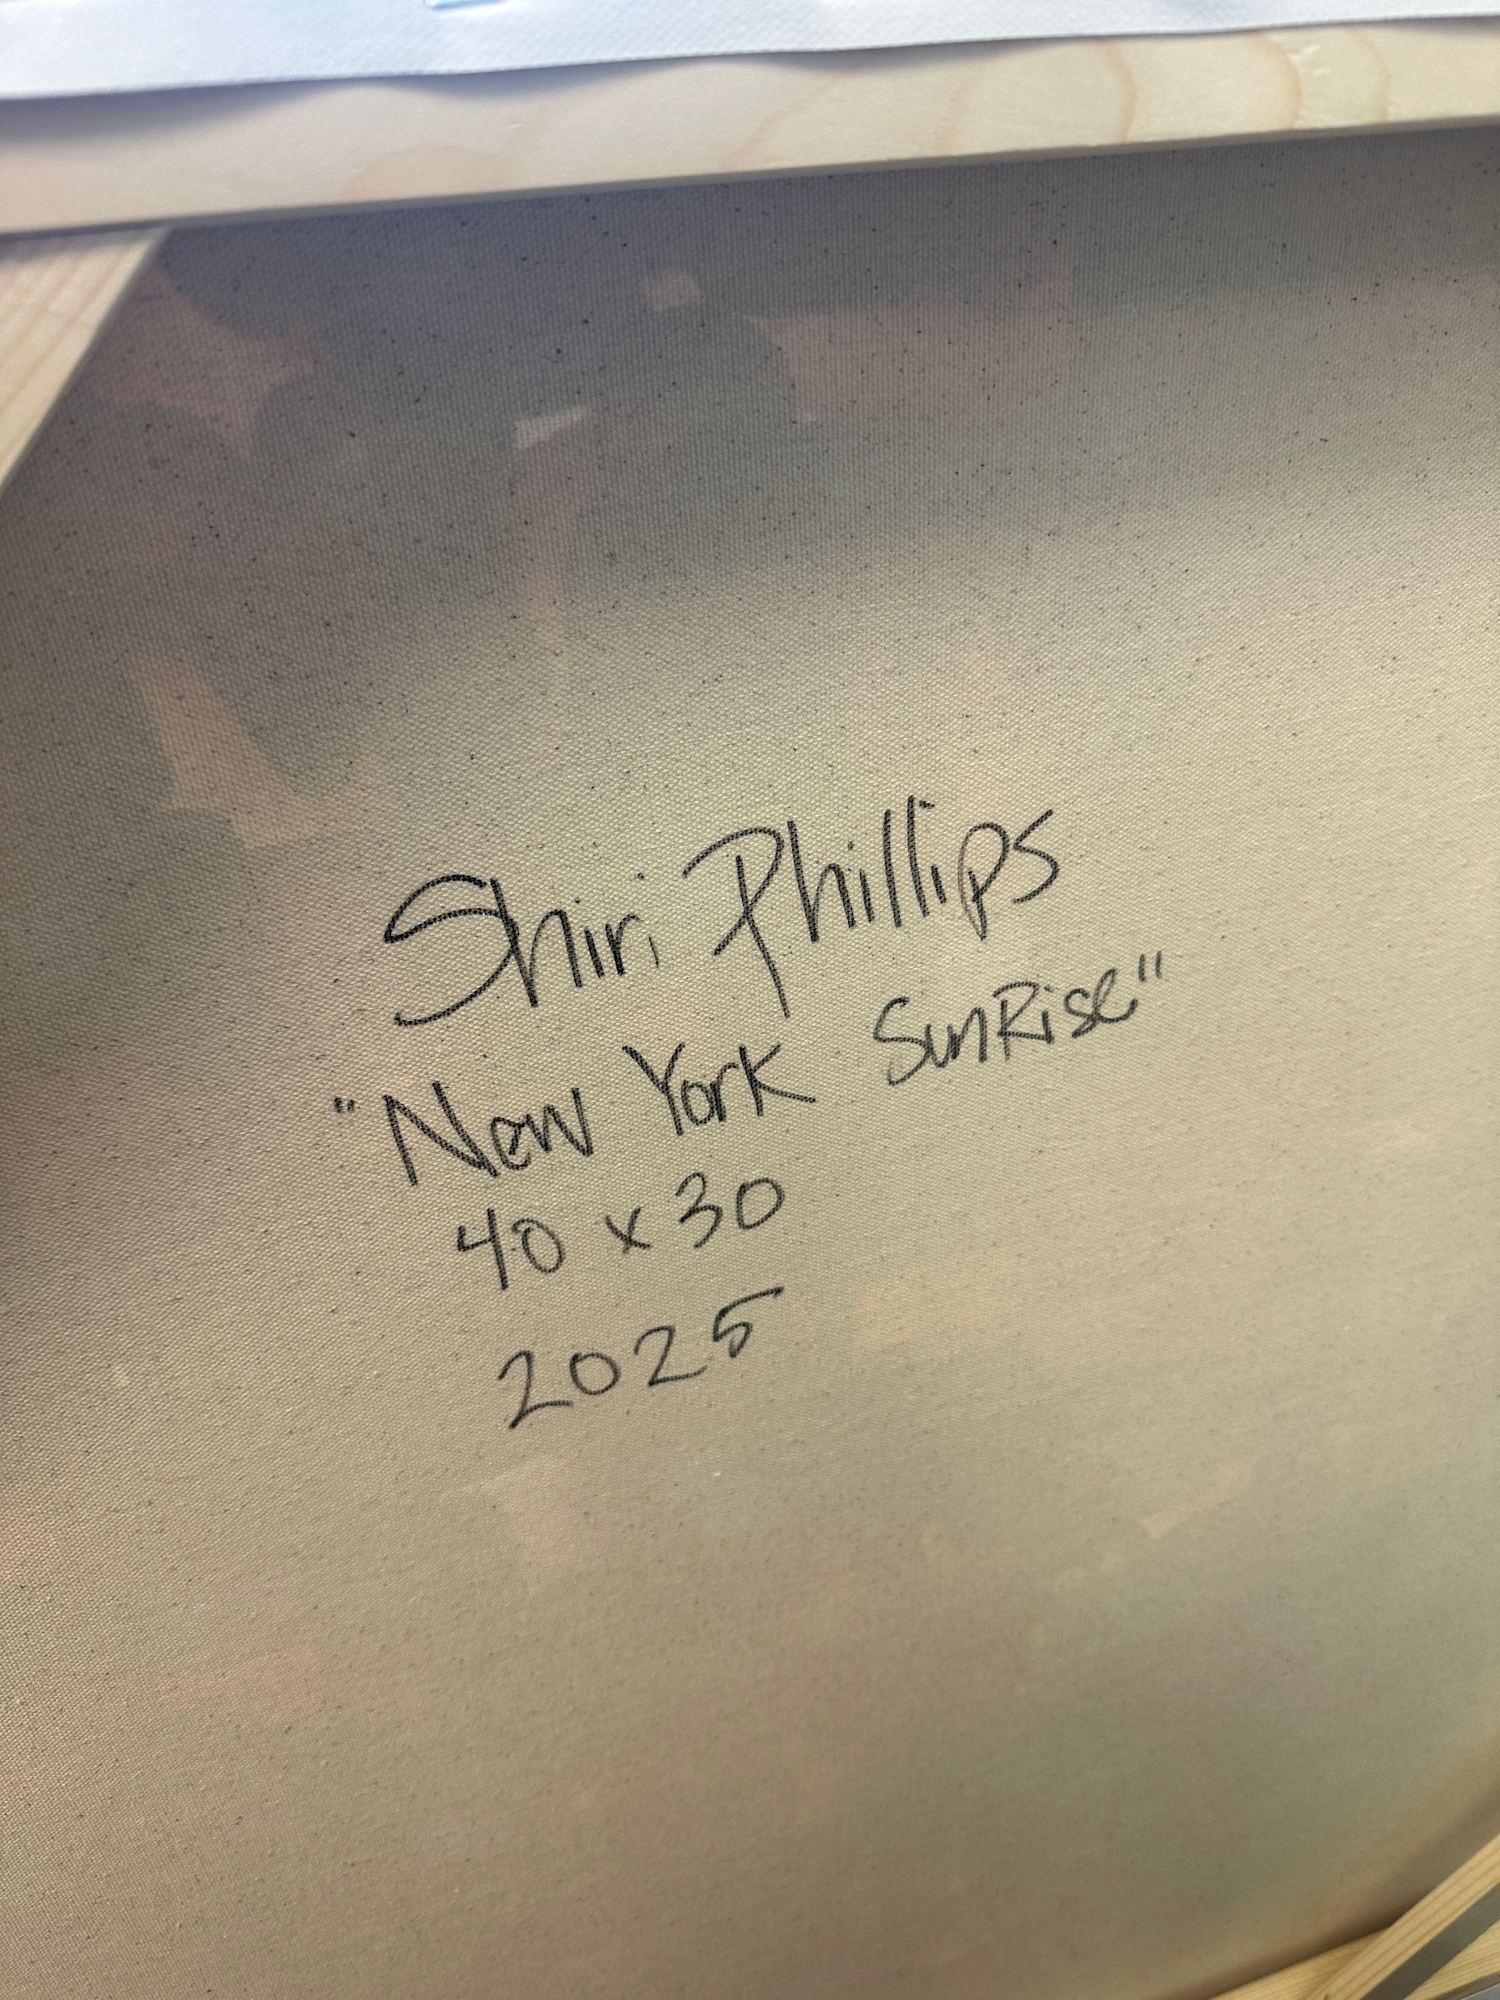 Shiri Phillips
"New York SunRise"
40 x 30
2025